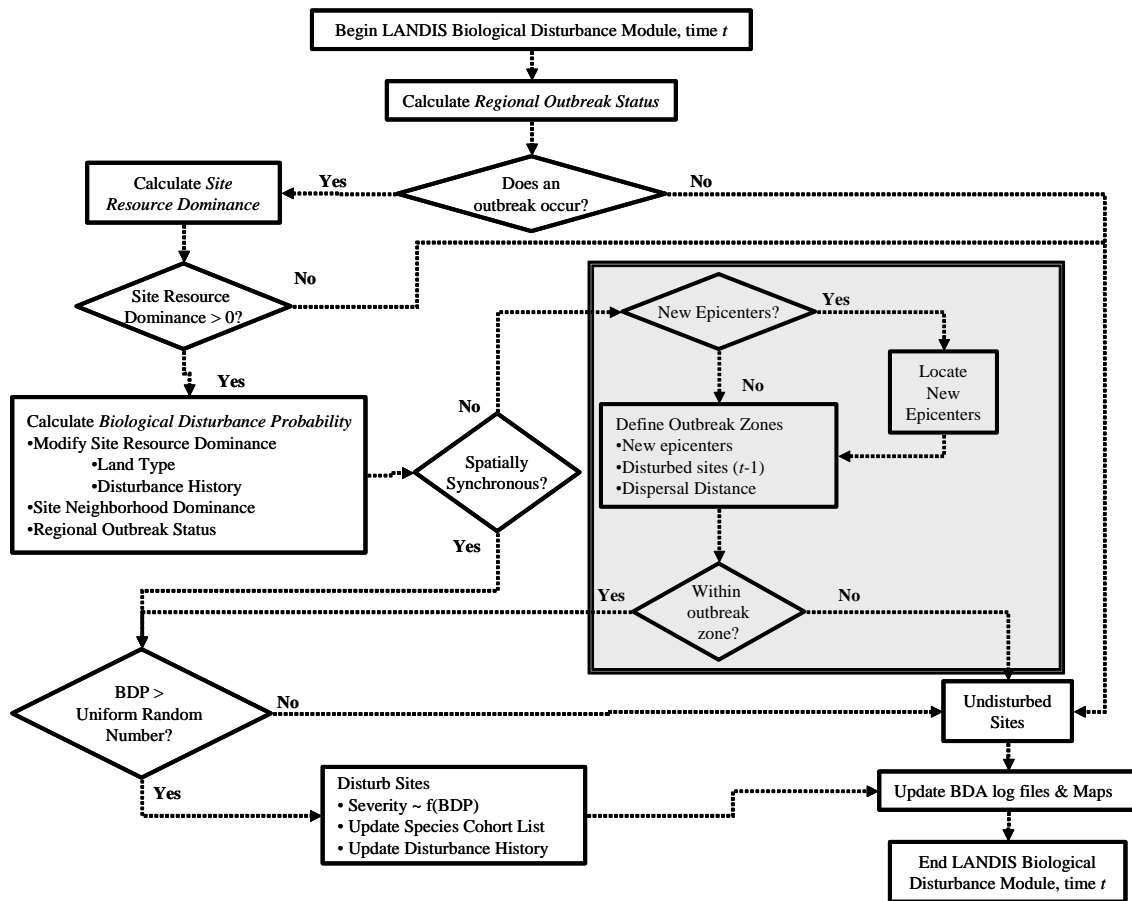 Begin LANDIS Biological Disturbance Module, time t
Calculate Regional Outbreak Status
Does an
outbreak occur?
Yes
No
Calculate Site
Resource Dominance
Site Resource
Dominance > 0?
No
Yes
Calculate Biological Disturbance Probability
•Modify Site Resource Dominance
•Land Type
•Disturbance History
•Site Neighborhood Dominance
•Regional Outbreak Status
Spatially
Synchronous?
No
Yes
New Epicenters?
Yes
No
Locate
New
Epicenters
Define Outbreak Zones
•New epicenters
•Disturbed sites (t-1)
•Dispersal Distance
Within
outbreak
zone?
Yes
No
BDP >
Uniform Random
Number?
No
Yes
Undisturbed
Sites
Disturb Sites
• Severity ~ f(BDP)
• Update Species Cohort List
• Update Disturbance History
Update BDA log files & Maps
End LANDIS Biological
Disturbance Module, time t